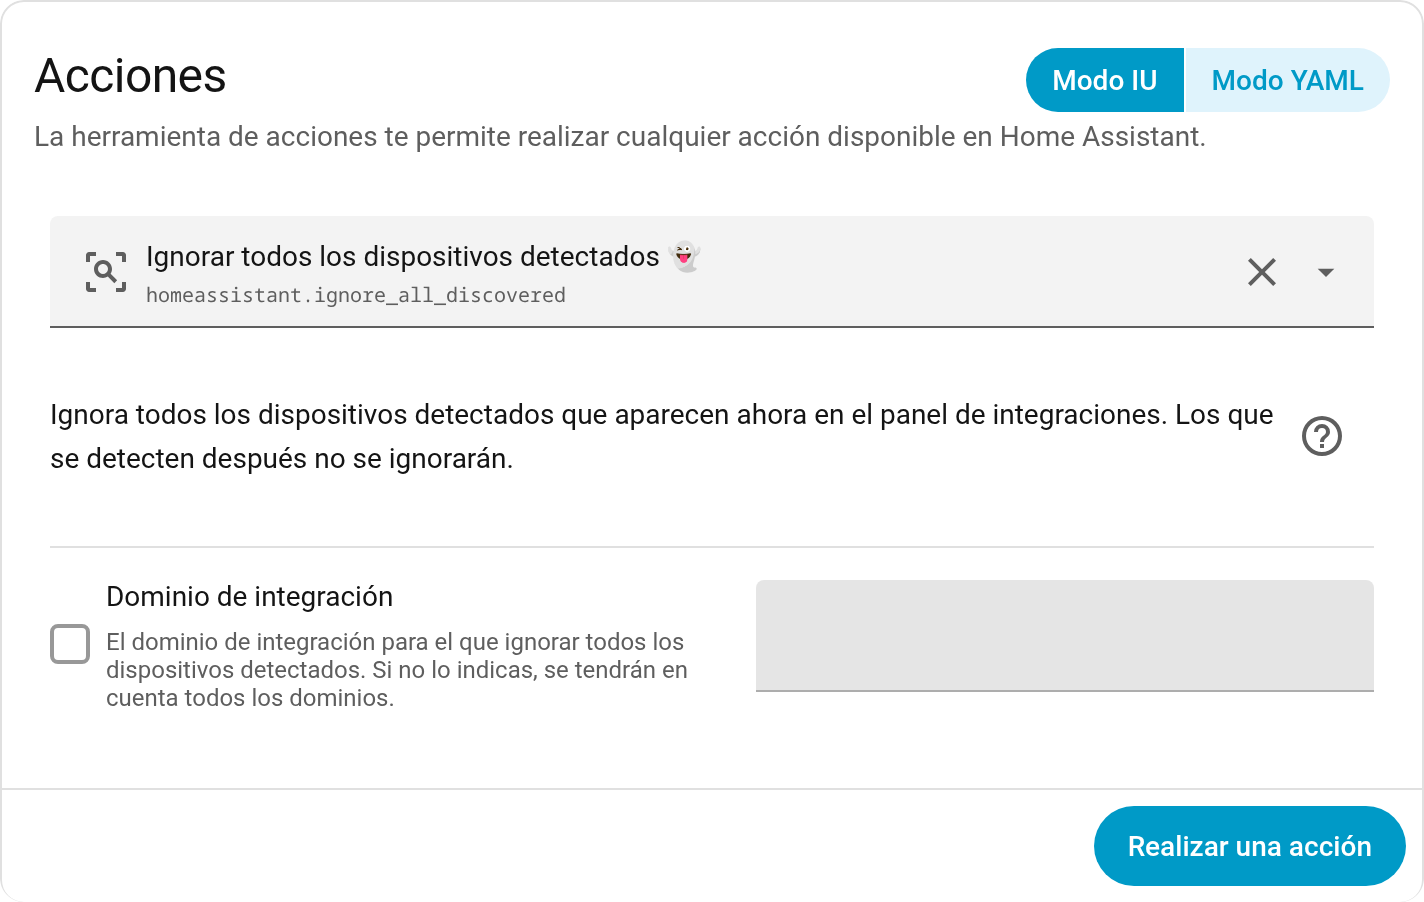 Acciones
Modo IU
Modo YAML
La herramienta de acciones te permite realizar cualquier acción disponible en Home Assistant.
Ignorar todos los dispositivos detectados 👻
homeassistant.ignore_all_discovered
Ignora todos los dispositivos detectados que aparecen ahora en el panel de integraciones. Los que
se detecten después no se ignorarán.
Dominio de integración
El dominio de integración para el que ignorar todos los
dispositivos detectados. Si no lo indicas, se tendrán en
cuenta todos los dominios.
Realizar una acción